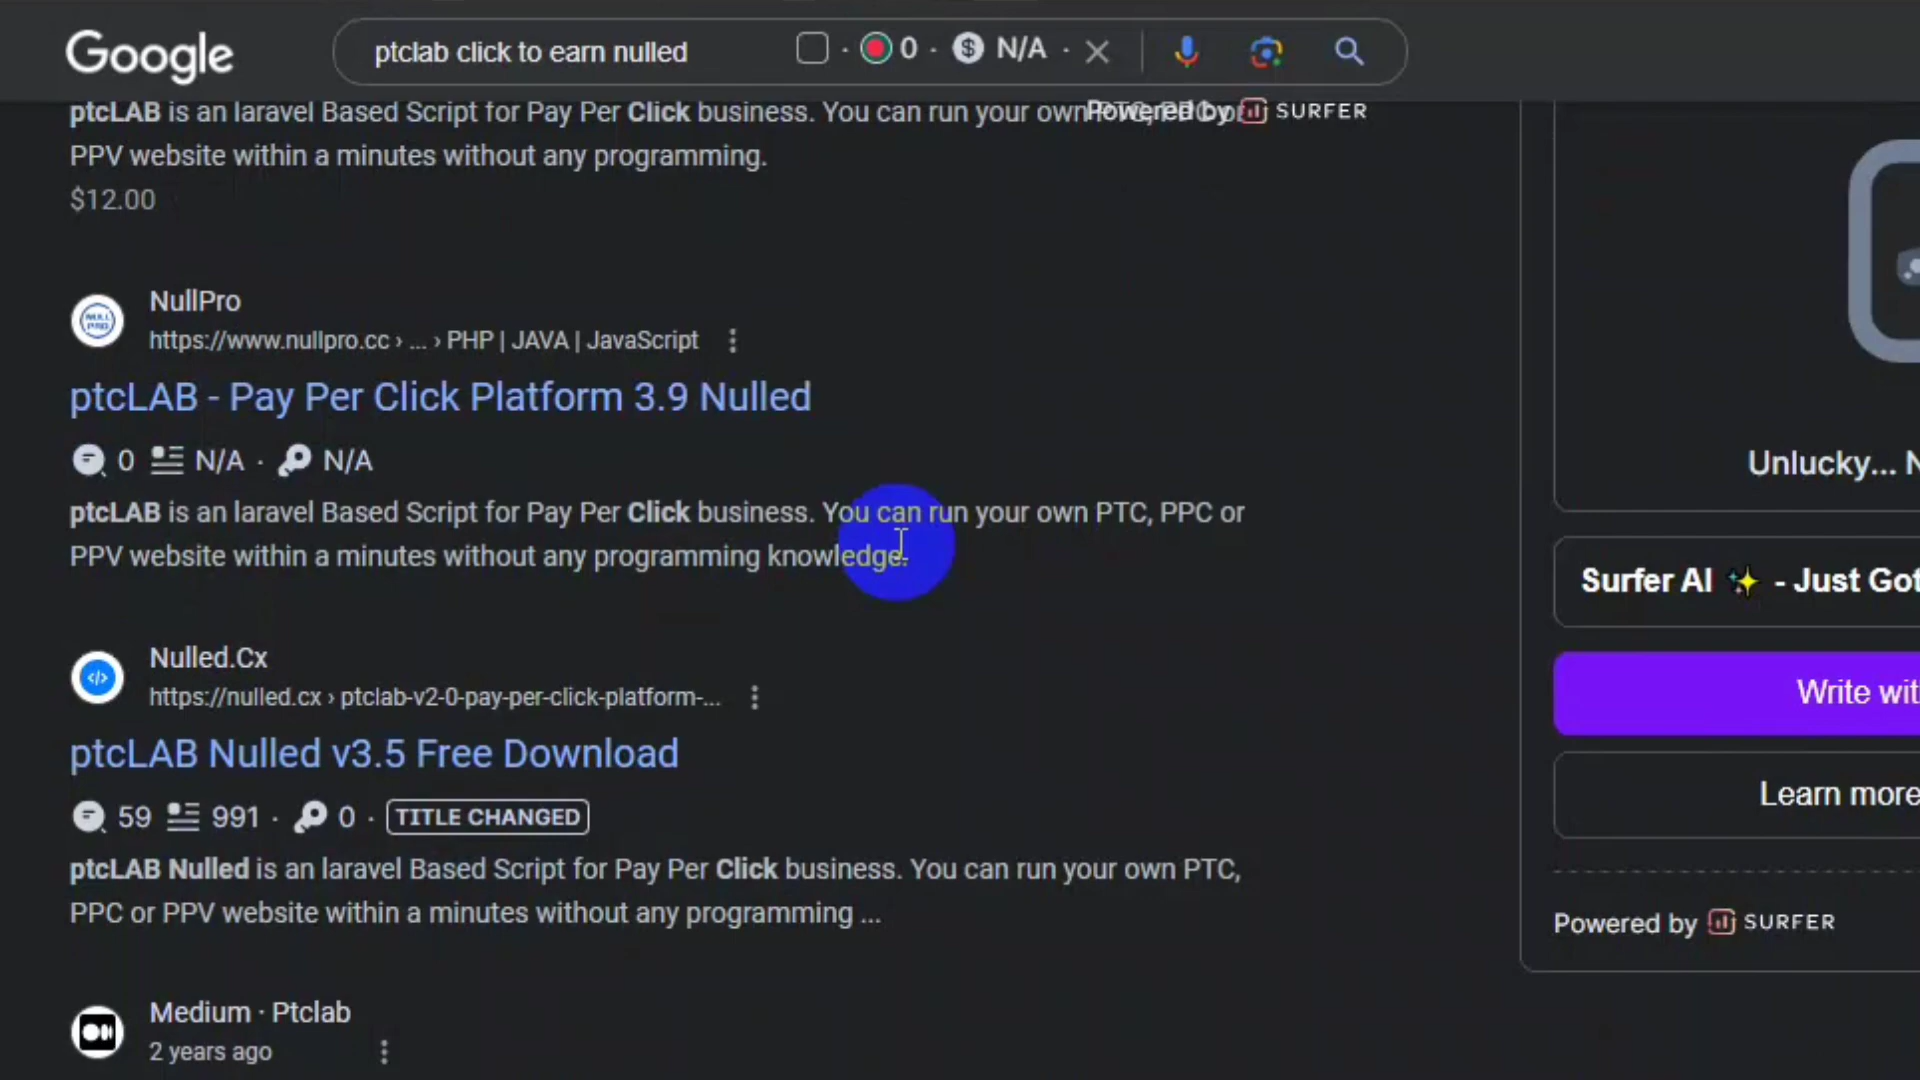 Google
ptclab click to earn nulled
0 · N/A ·
ptcLAB is an laravel Based Script for Pay Per Click business. You can run your own PTC, PPC or
Powered by SURFER
PPV website within a minutes without any programming.
$12.00
NullPro
https://www.nullpro.cc › ... › PHP | JAVA | JavaScript
ptcLAB - Pay Per Click Platform 3.9 Nulled
0 N/A · N/A
ptcLAB is an laravel Based Script for Pay Per Click business. You can run your own PTC, PPC or
PPV website within a minutes without any programming knowledge.
Nulled.Cx
https://nulled.cx › ptclab-v2-0-pay-per-click-platform-...
ptcLAB Nulled v3.5 Free Download
59 991 · 0 · TITLE CHANGED
ptcLAB Nulled is an laravel Based Script for Pay Per Click business. You can run your own PTC,
PPC or PPV website within a minutes without any programming ...
Medium · Ptclab
2 years ago
Unlucky... N
Surfer AI ✨ - Just Got
Write wit
Learn more
Powered by SURFER